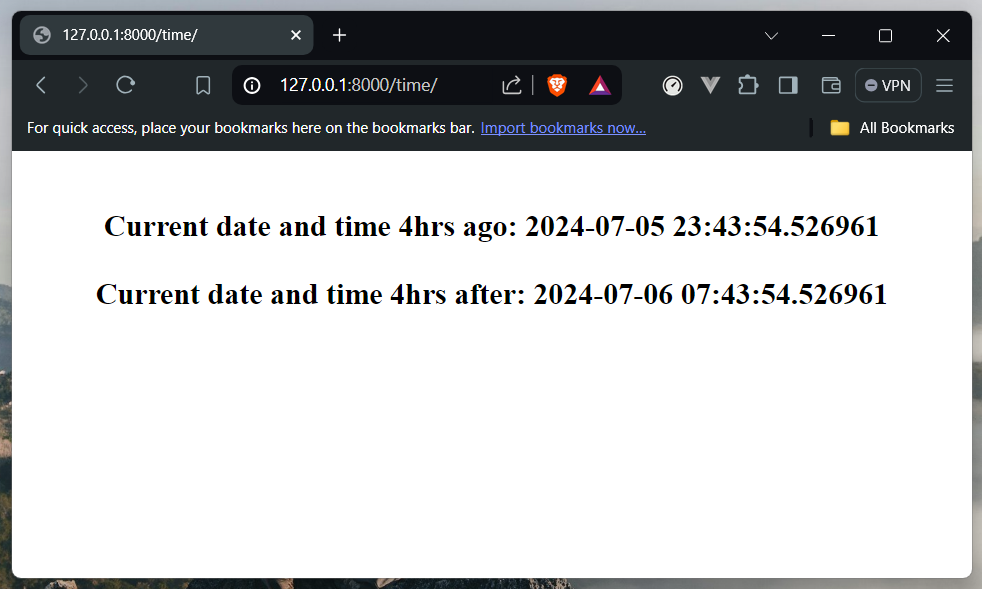 127.0.0.1:8000/time/
127.0.0.1:8000/time/
VPN
For quick access, place your bookmarks here on the bookmarks bar. Import bookmarks now...
All Bookmarks
Current date and time 4hrs ago: 2024-07-05 23:43:54.526961
Current date and time 4hrs after: 2024-07-06 07:43:54.526961